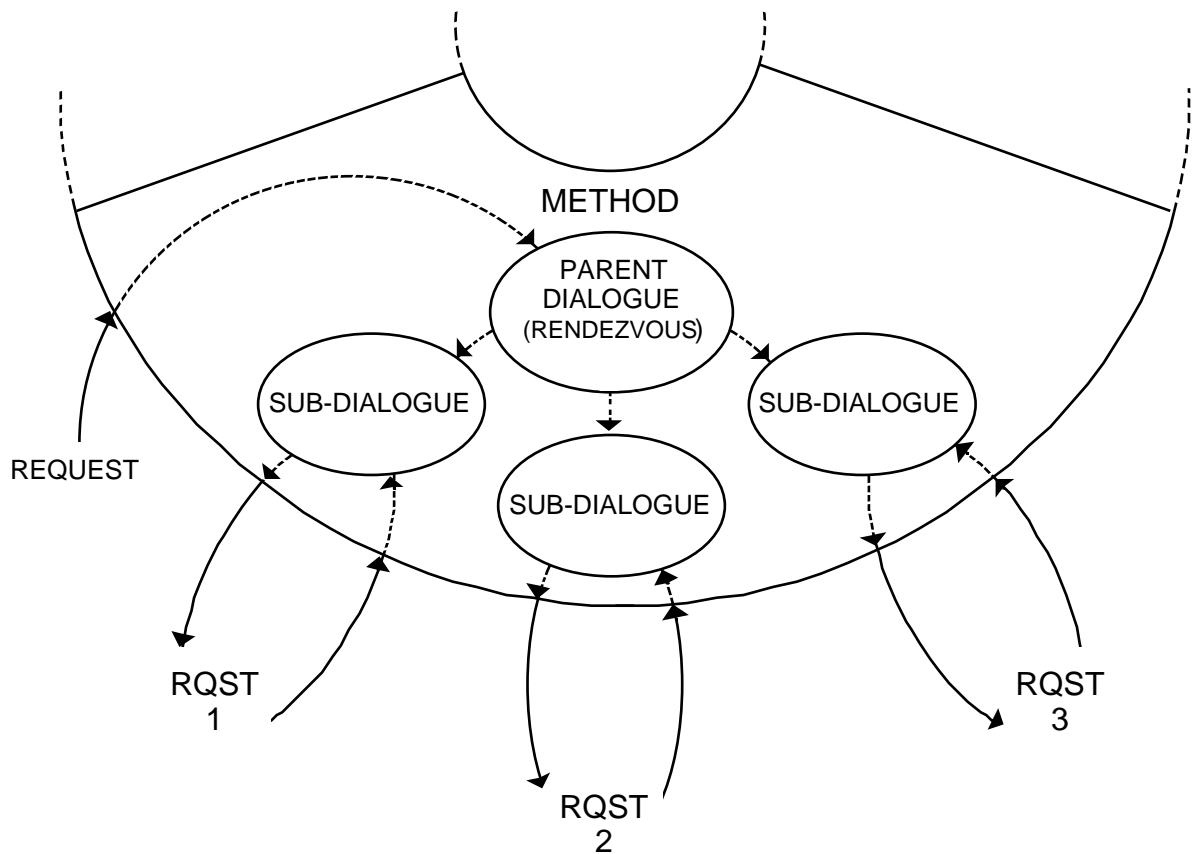 METHOD
PARENT
DIALOGUE
(RENDEZVOUS)
SUB-DIALOGUE
SUB-DIALOGUE
SUB-DIALOGUE
REQUEST
RQST
1
RQST
2
RQST
3